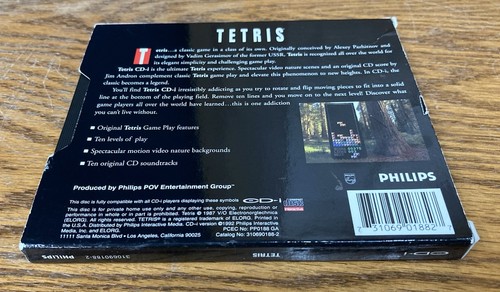 TETRIS
Tetris...a classic game in a class of its own. Originally conceived by Alexey Pazhitnov and
designed by Vadim Gerasimov of the former USSR, Tetris is recognized all over the world for
its elegant simplicity and challenging game play.
Tetris CD-i is the ultimate Tetris experience. Spectacular video nature scenes and an original CD score by
Jim Andron complement classic Tetris game play and elevate this phenomenon to new heights. In CD-i, the
classic becomes a legend.
You'll find Tetris CD-i irresistibly addicting as you try to rotate and flip moving pieces to fit into a solid
line at the bottom of the playing field. Remove ten lines and you move on to the next level! Discover what
game players all over the world have learned...this is one addiction
you can't live without.
Original Tetris Game Play features
Ten levels of play
Spectacular motion video nature backgrounds
Ten original CD soundtracks
PHILIPS
Produced by Philips POV Entertainment Group™
This disc is fully compatible with all CD-I players displaying these symbols CD-i
This disc is for private home use only and any other use, copying, reproduction or
performance in whole or in part is prohibited. Tetris © 1987 V/O Electronorgtechnica
(ELORG). All rights reserved. Tetris is a trademark of ELORG. Printed in
the U.S.A. Distributed by Philips Interactive Media. CD-i version ©1992 Philips Interactive
Media, Inc. and ELORG. PCEC No: PP0186 GA
11111 Santa Monica Blvd • Los Angeles, California 90025 Catalog No: 310690186-2
7 31069 01882 7
PHILIPS 310690188-2 TETRIS CD-i